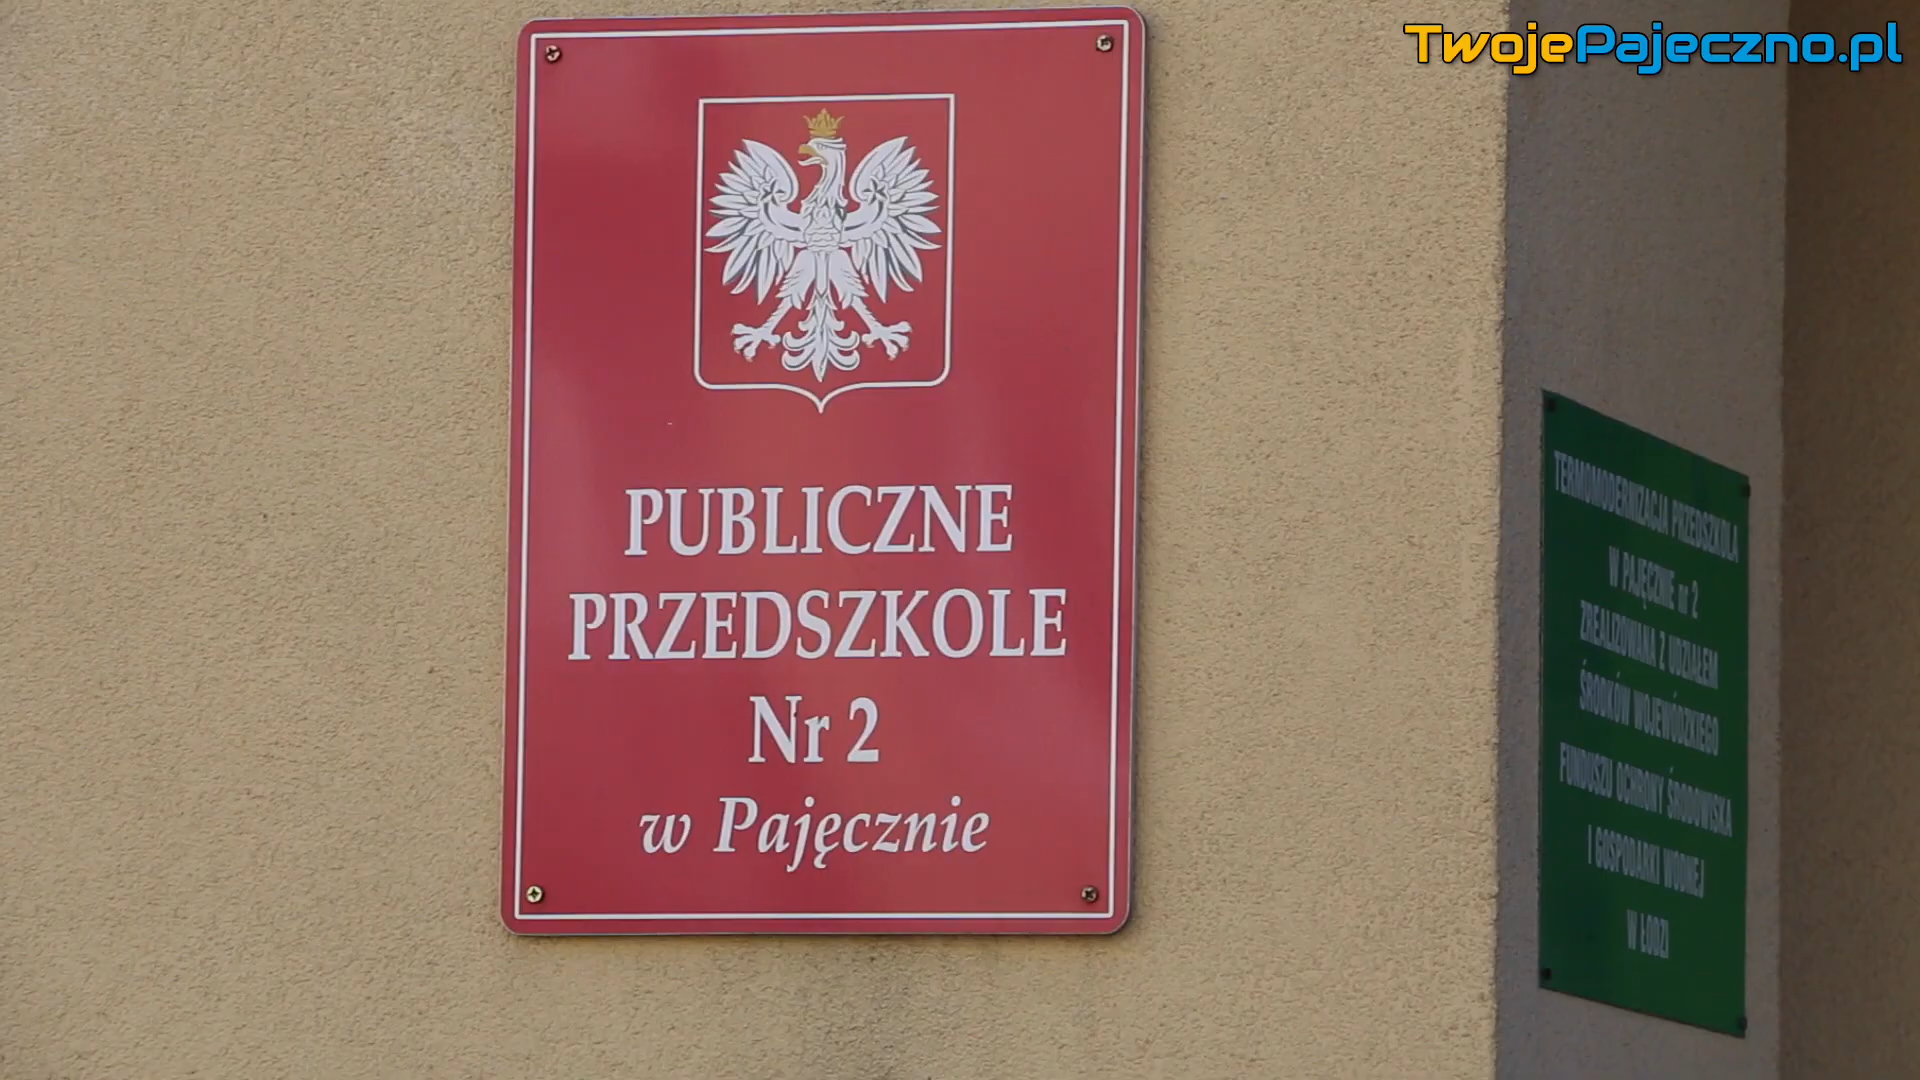 TwojePajeczno.pl
PUBLICZNE
PRZEDSZKOLE
Nr 2
w Pajęcznie
TERMOMODERNIZACJA PRZEDSZKOLA
W PAJĘCZNIE nr 2
ZREALIZOWANA Z UDZIAŁEM
ŚRODKÓW WOJEWÓDZKIEGO
FUNDUSZU OCHRONY ŚRODOWISKA
I GOSPODARKI WODNEJ
W ŁODZI